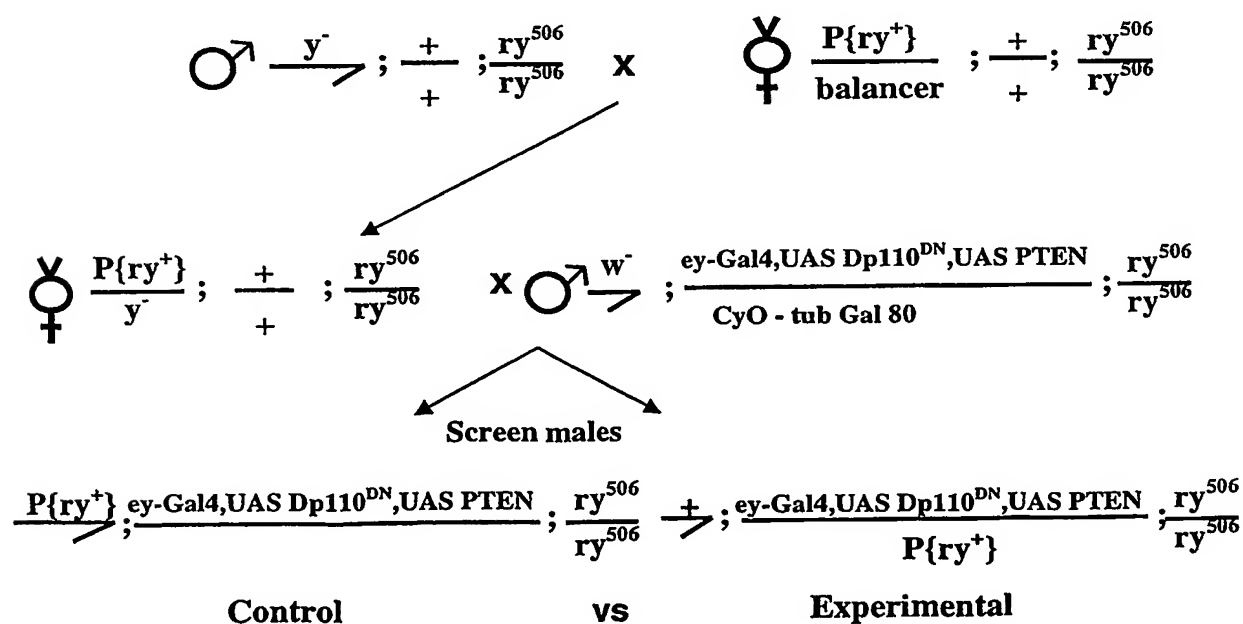 y⁻ ; + ; ry⁵⁰⁶ x P{ry⁺} ; + ; ry⁵⁰⁶
+ ry⁵⁰⁶ balancer + ry⁵⁰⁶
P{ry⁺} ; + ; ry⁵⁰⁶ x w⁻ ; ey-Gal4,UAS Dp110ᴰᴺ,UAS PTEN ; ry⁵⁰⁶
y⁻ + ry⁵⁰⁶ CyO - tub Gal 80 ry⁵⁰⁶
Screen males
P{ry⁺} ; ey-Gal4,UAS Dp110ᴰᴺ,UAS PTEN ; ry⁵⁰⁶ + ; ey-Gal4,UAS Dp110ᴰᴺ,UAS PTEN ; ry⁵⁰⁶
ry⁵⁰⁶ P{ry⁺} ry⁵⁰⁶
Control vs Experimental